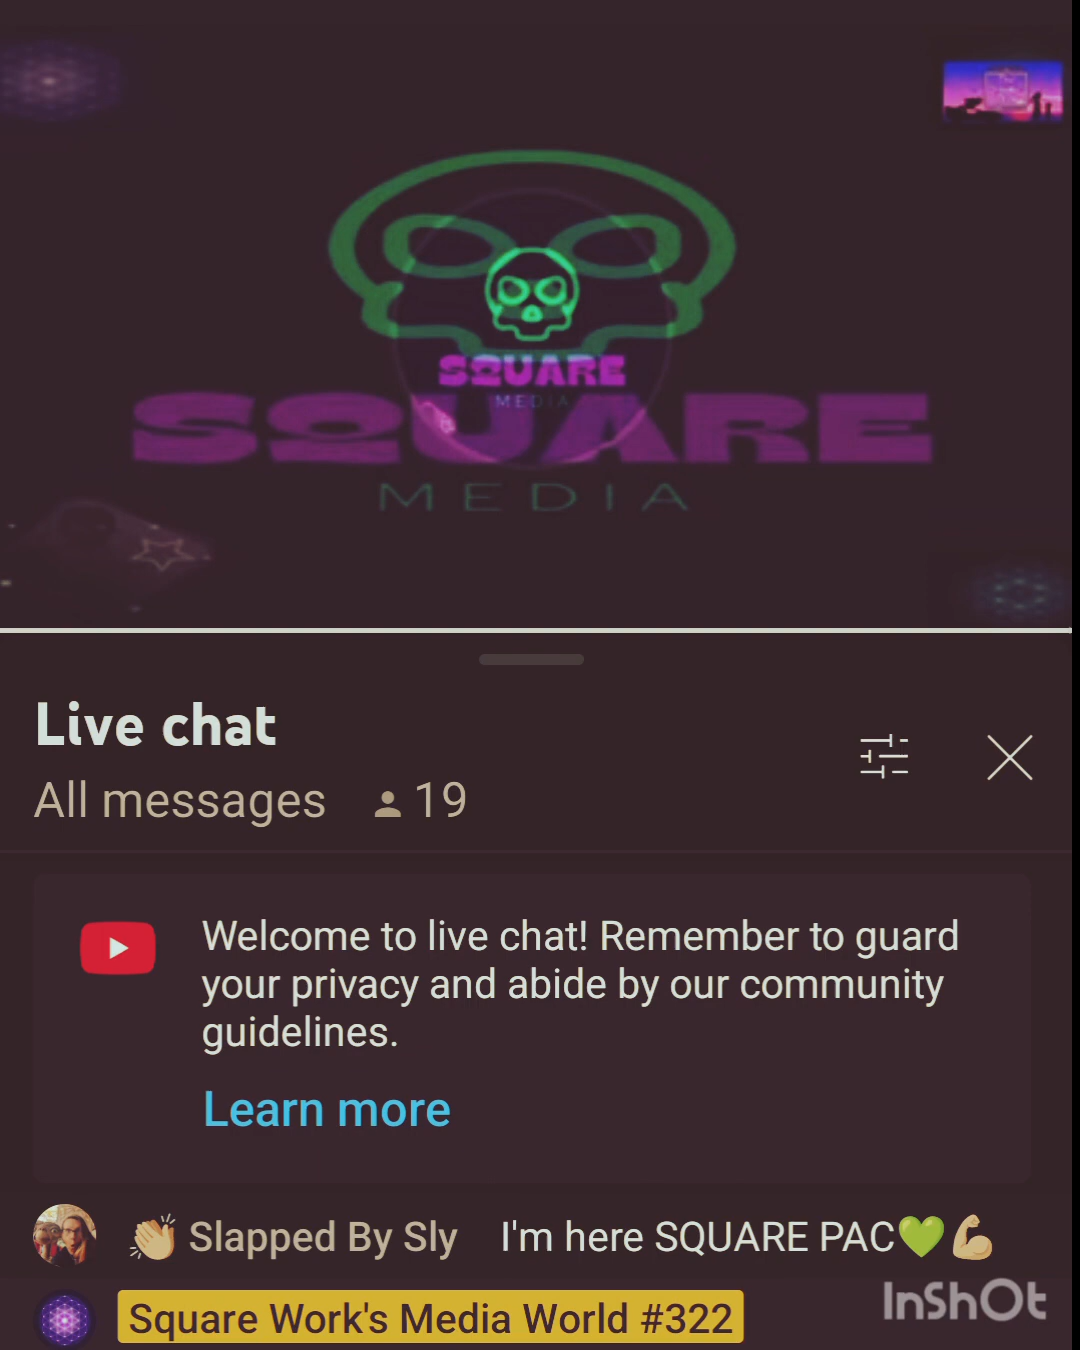 SQUARE
MEDIA
SQUARE
MEDIA
Live chat
All messages 19
Welcome to live chat! Remember to guard
your privacy and abide by our community
guidelines.
Learn more
👏 Slapped By Sly I'm here SQUARE PAC💚💪
Square Work's Media World #322
InShOt